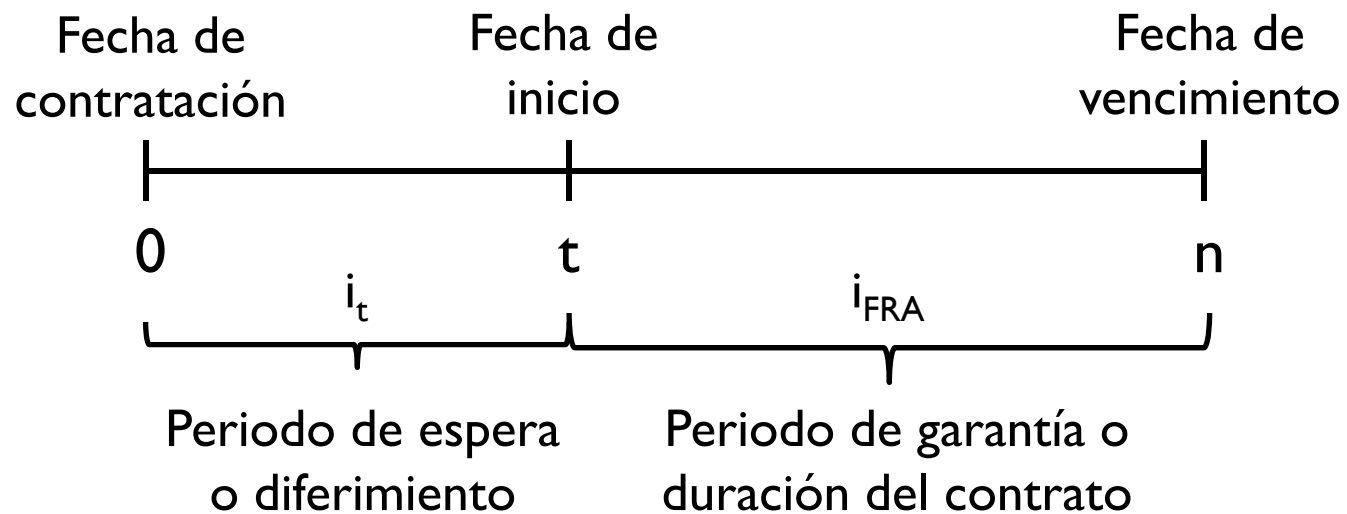 Fecha de
contratación
Fecha de
inicio
Fecha de
vencimiento
0
t
n
i_t
i_FRA
Periodo de espera
o diferimiento
Periodo de garantía o
duración del contrato